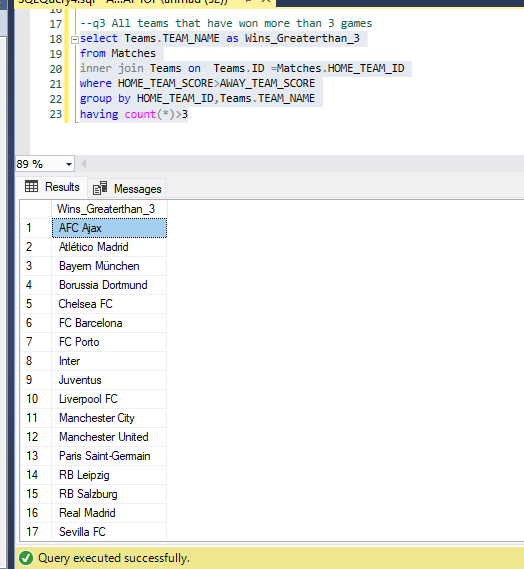 SQLQuery4.sql - A...APTOP (ahmad (52))*
16
17 --q3 All teams that have won more than 3 games
18 select Teams.TEAM_NAME as Wins_Greaterthan_3
19 from Matches
20 inner join Teams on  Teams.ID =Matches.HOME_TEAM_ID
21 where HOME_TEAM_SCORE>AWAY_TEAM_SCORE
22 group by HOME_TEAM_ID,Teams.TEAM_NAME
23 having count(*)>3
89 %
Results Messages
Wins_Greaterthan_3
1 AFC Ajax
2 Atlético Madrid
3 Bayern München
4 Borussia Dortmund
5 Chelsea FC
6 FC Barcelona
7 FC Porto
8 Inter
9 Juventus
10 Liverpool FC
11 Manchester City
12 Manchester United
13 Paris Saint-Germain
14 RB Leipzig
15 RB Salzburg
16 Real Madrid
17 Sevilla FC
Query executed successfully.